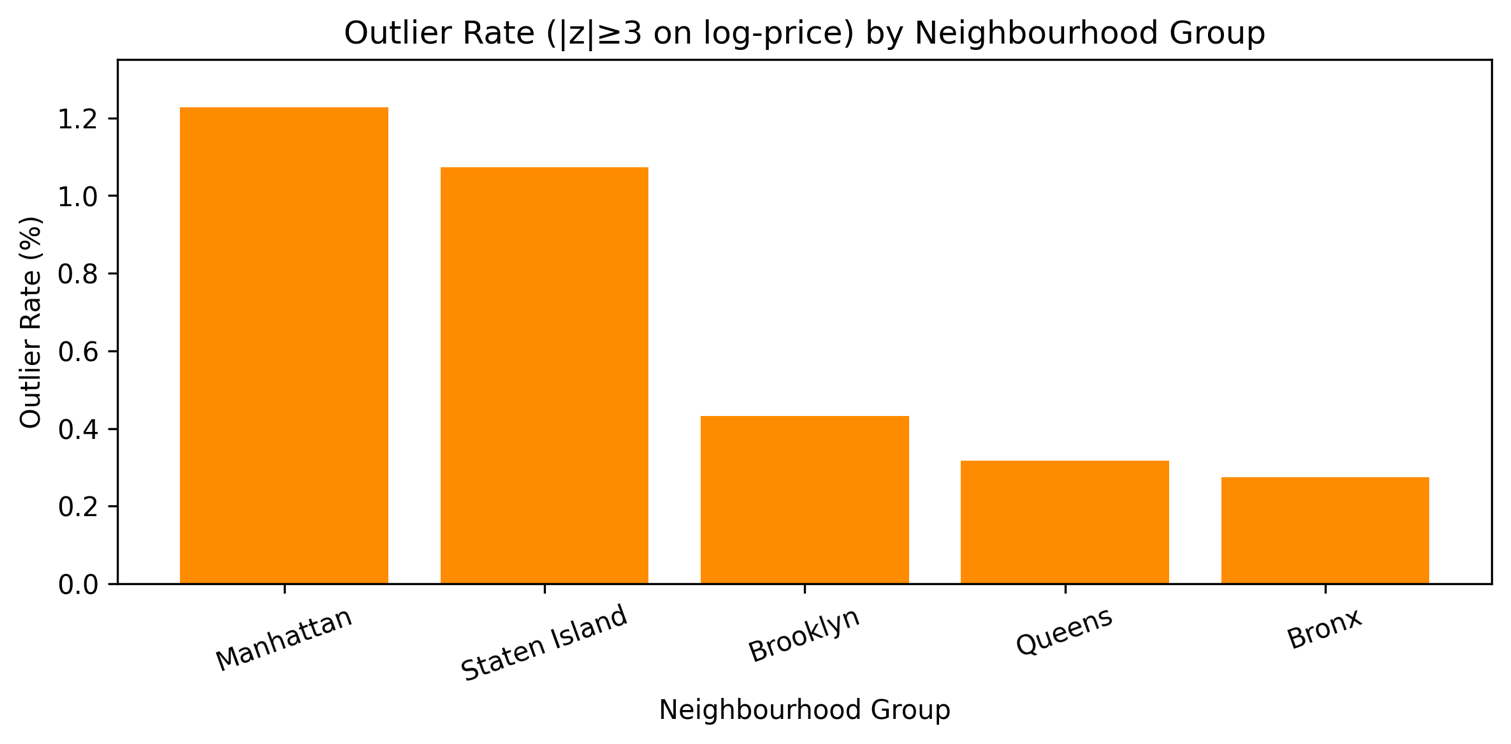 Outlier Rate (|z|≥3 on log-price) by Neighbourhood Group
Outlier Rate (%)
1.2
1.0
0.8
0.6
0.4
0.2
0.0
Manhattan
Staten Island
Brooklyn
Queens
Bronx
Neighbourhood Group